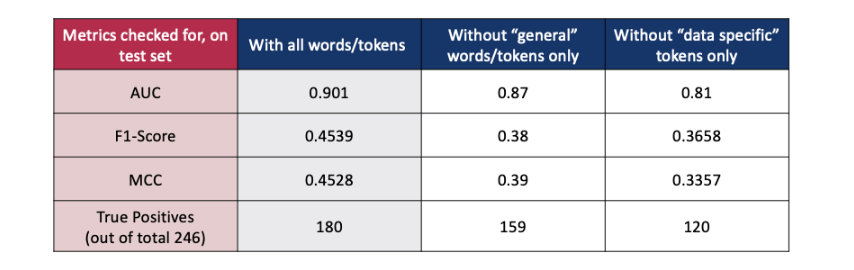 Metrics checked for, on
test set
With all words/tokens
Without “general”
words/tokens only
Without “data specific”
tokens only
AUC
0.901
0.87
0.81
F1-Score
0.4539
0.38
0.3658
MCC
0.4528
0.39
0.3357
True Positives
(out of total 246)
180
159
120